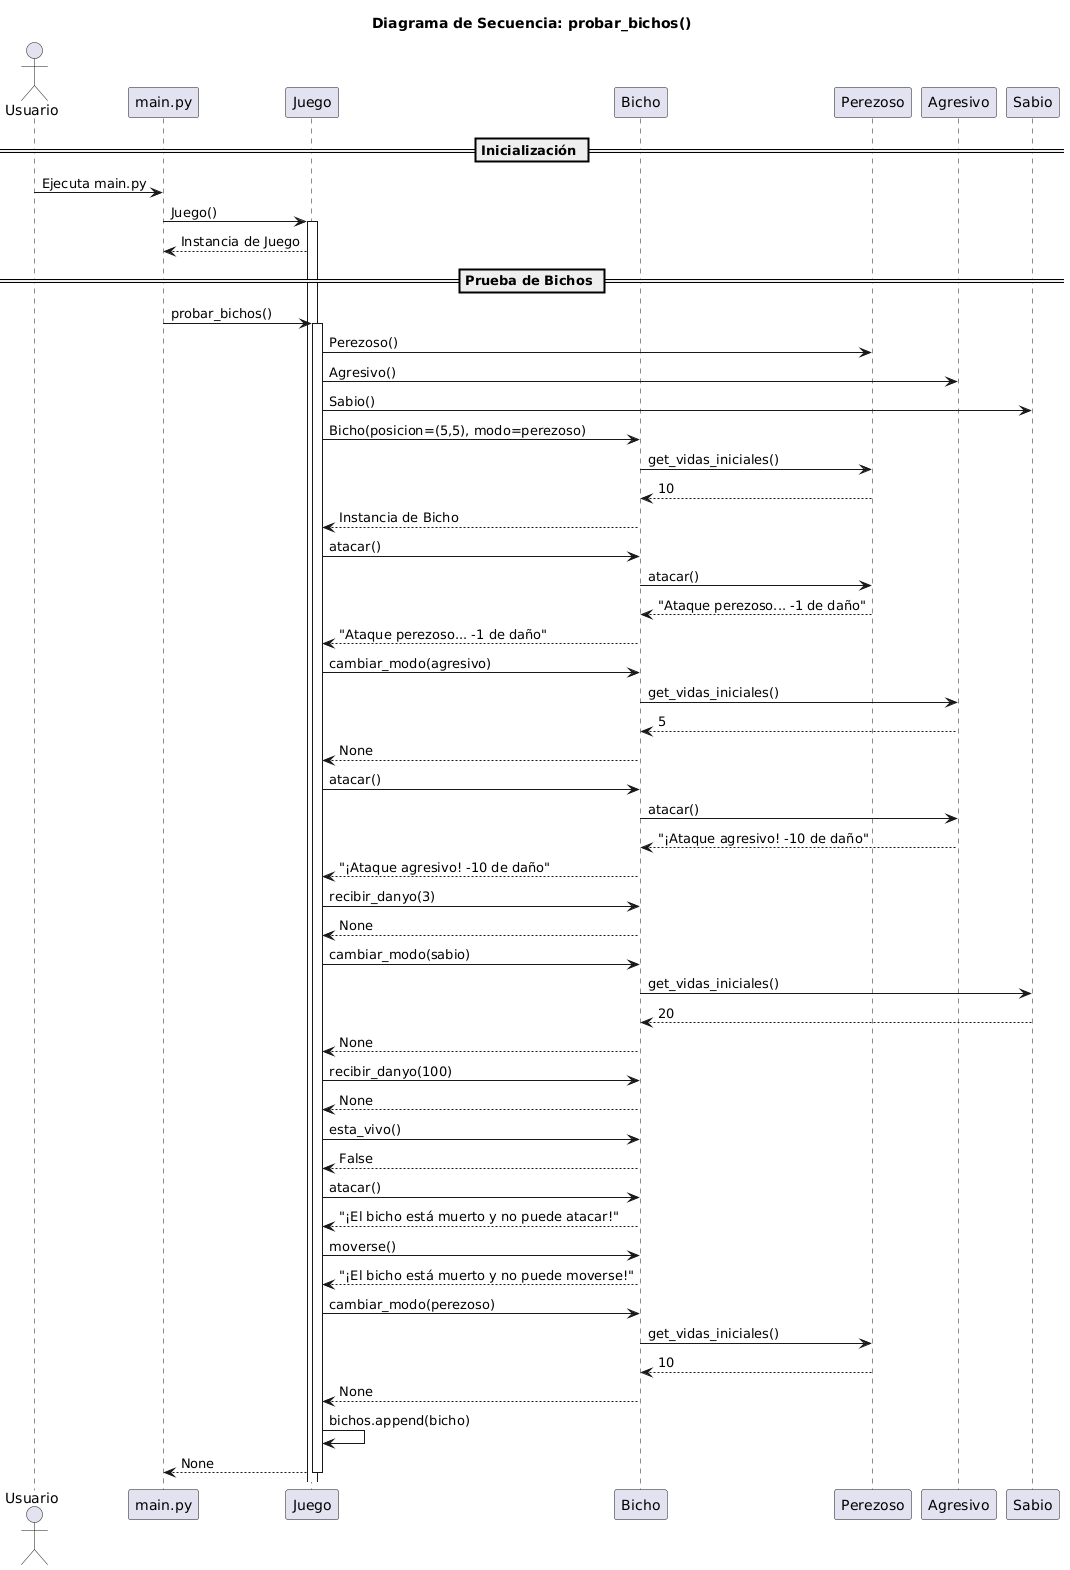 Diagrama de Secuencia: probar_bichos()
Usuario
main.py
Juego
Bicho
Perezoso
Agresivo
Sabio
Inicialización
Ejecuta main.py
Juego()
Instancia de Juego
Prueba de Bichos
probar_bichos()
Perezoso()
Agresivo()
Sabio()
Bicho(posicion=(5,5), modo=perezoso)
get_vidas_iniciales()
10
Instancia de Bicho
atacar()
atacar()
"Ataque perezoso... -1 de daño"
"Ataque perezoso... -1 de daño"
cambiar_modo(agresivo)
get_vidas_iniciales()
5
None
atacar()
atacar()
"¡Ataque agresivo! -10 de daño"
"¡Ataque agresivo! -10 de daño"
recibir_danyo(3)
None
cambiar_modo(sabio)
get_vidas_iniciales()
20
None
recibir_danyo(100)
None
esta_vivo()
False
atacar()
"¡El bicho está muerto y no puede atacar!"
moverse()
"¡El bicho está muerto y no puede moverse!"
cambiar_modo(perezoso)
get_vidas_iniciales()
10
None
bichos.append(bicho)
None
Usuario
main.py
Juego
Bicho
Perezoso
Agresivo
Sabio